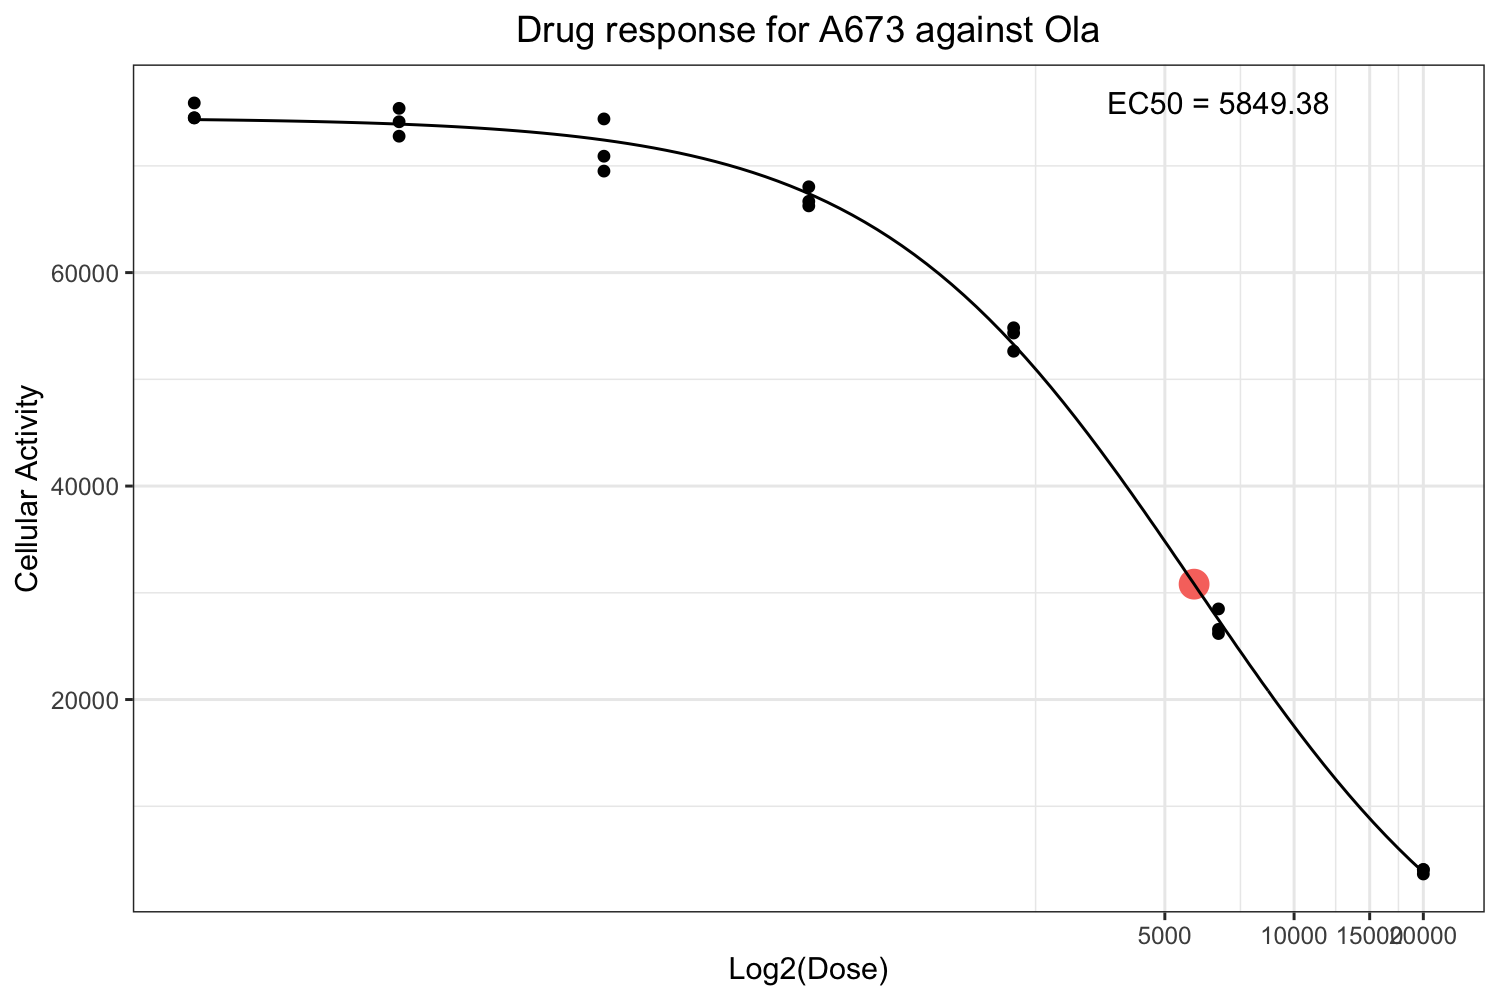 Drug response for A673 against Ola
EC50 = 5849.38
60000
40000
20000
Cellular Activity
5000 10000 15000 20000
Log2(Dose)